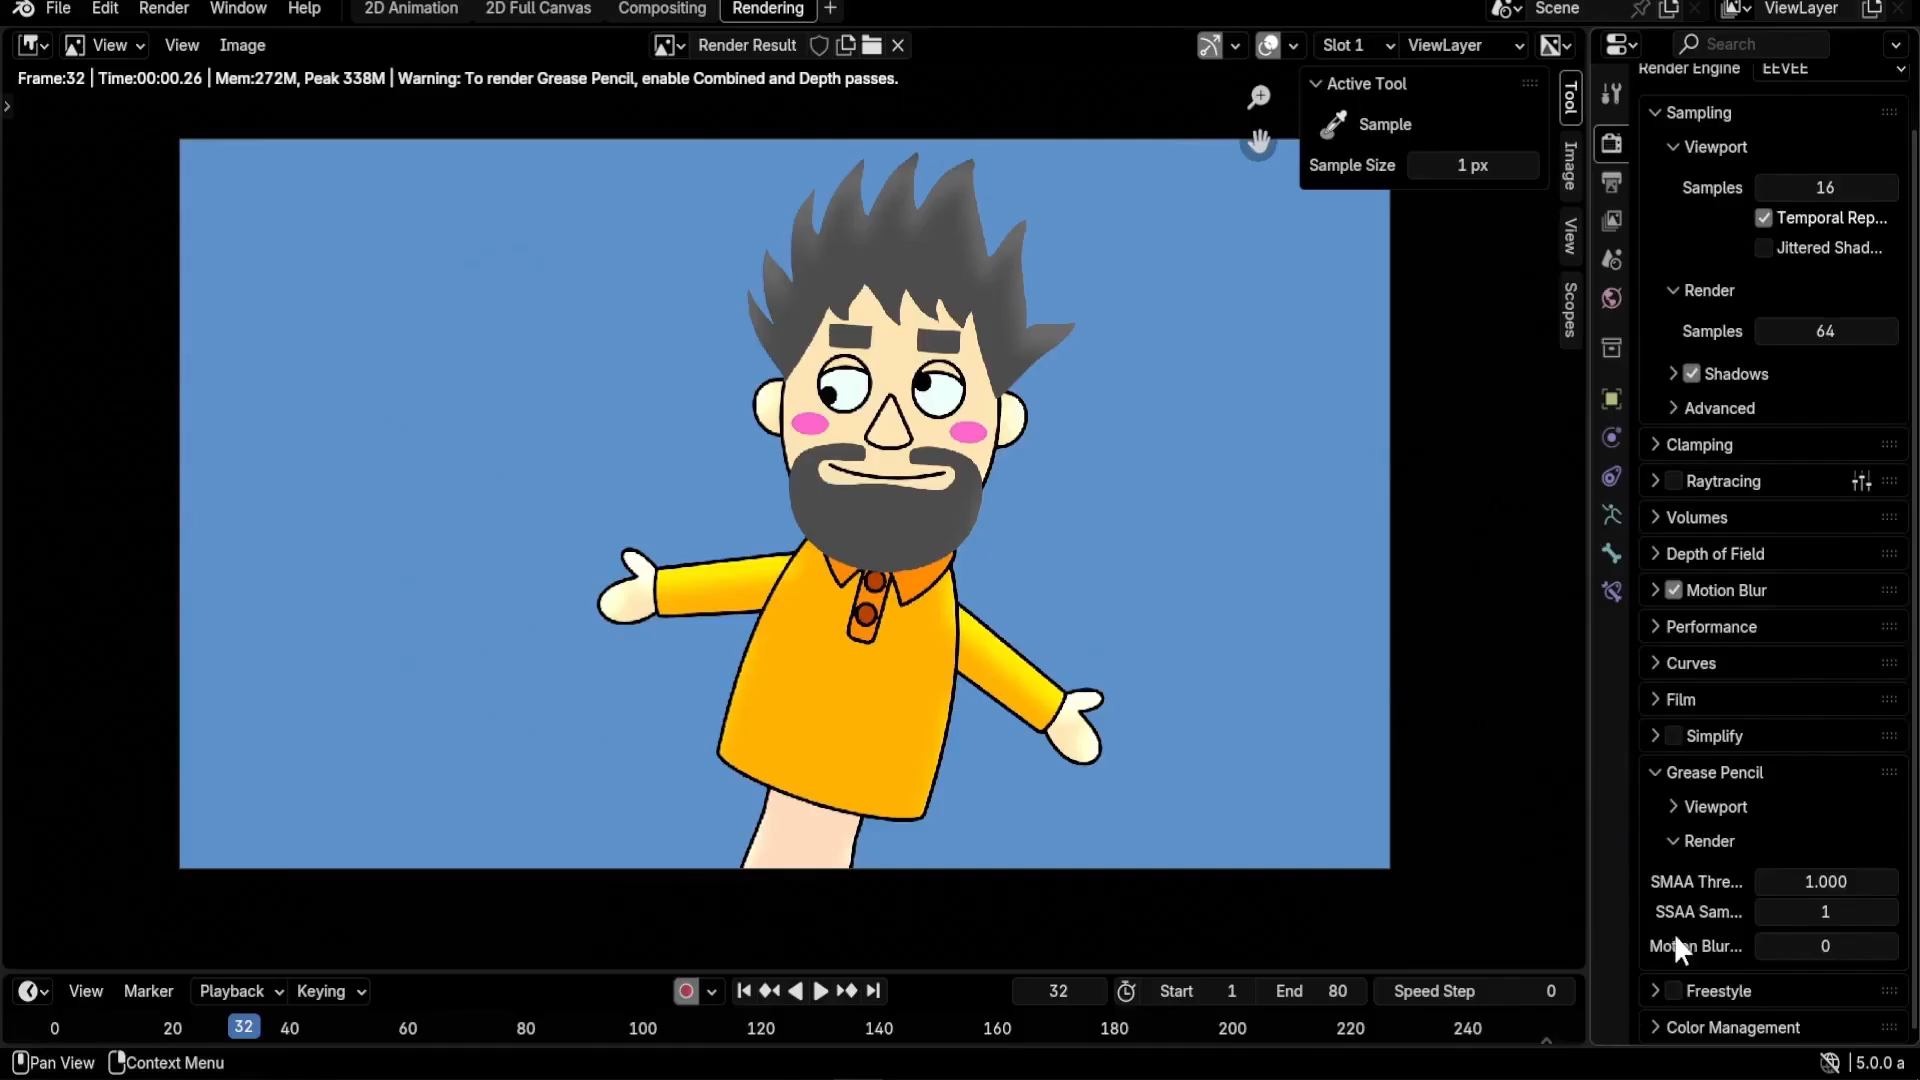 File Edit Render Window Help 2D Animation 2D Full Canvas Compositing Rendering + Scene ViewLayer
View View Image Render Result Slot 1 ViewLayer Search
Frame:32 | Time:00:00.26 | Mem:272M, Peak 338M | Warning: To render Grease Pencil, enable Combined and Depth passes.
Render Engine EEVEE
Active Tool
Sample
Sample Size 1 px
Tool
Image
View
Scopes
Sampling
Viewport
Samples 16
Temporal Rep...
Jittered Shad...
Render
Samples 64
Shadows
Advanced
Clamping
Raytracing
Volumes
Depth of Field
Motion Blur
Performance
Curves
Film
Simplify
Grease Pencil
Viewport
Render
SMAA Thre... 1.000
SSAA Sam... 1
Motion Blur... 0
Freestyle
Color Management
View Marker Playback Keying 32 Start 1 End 80 Speed Step 0
0 20 32 40 60 80 100 120 140 160 180 200 220 240
Pan View Context Menu 5.0.0 a